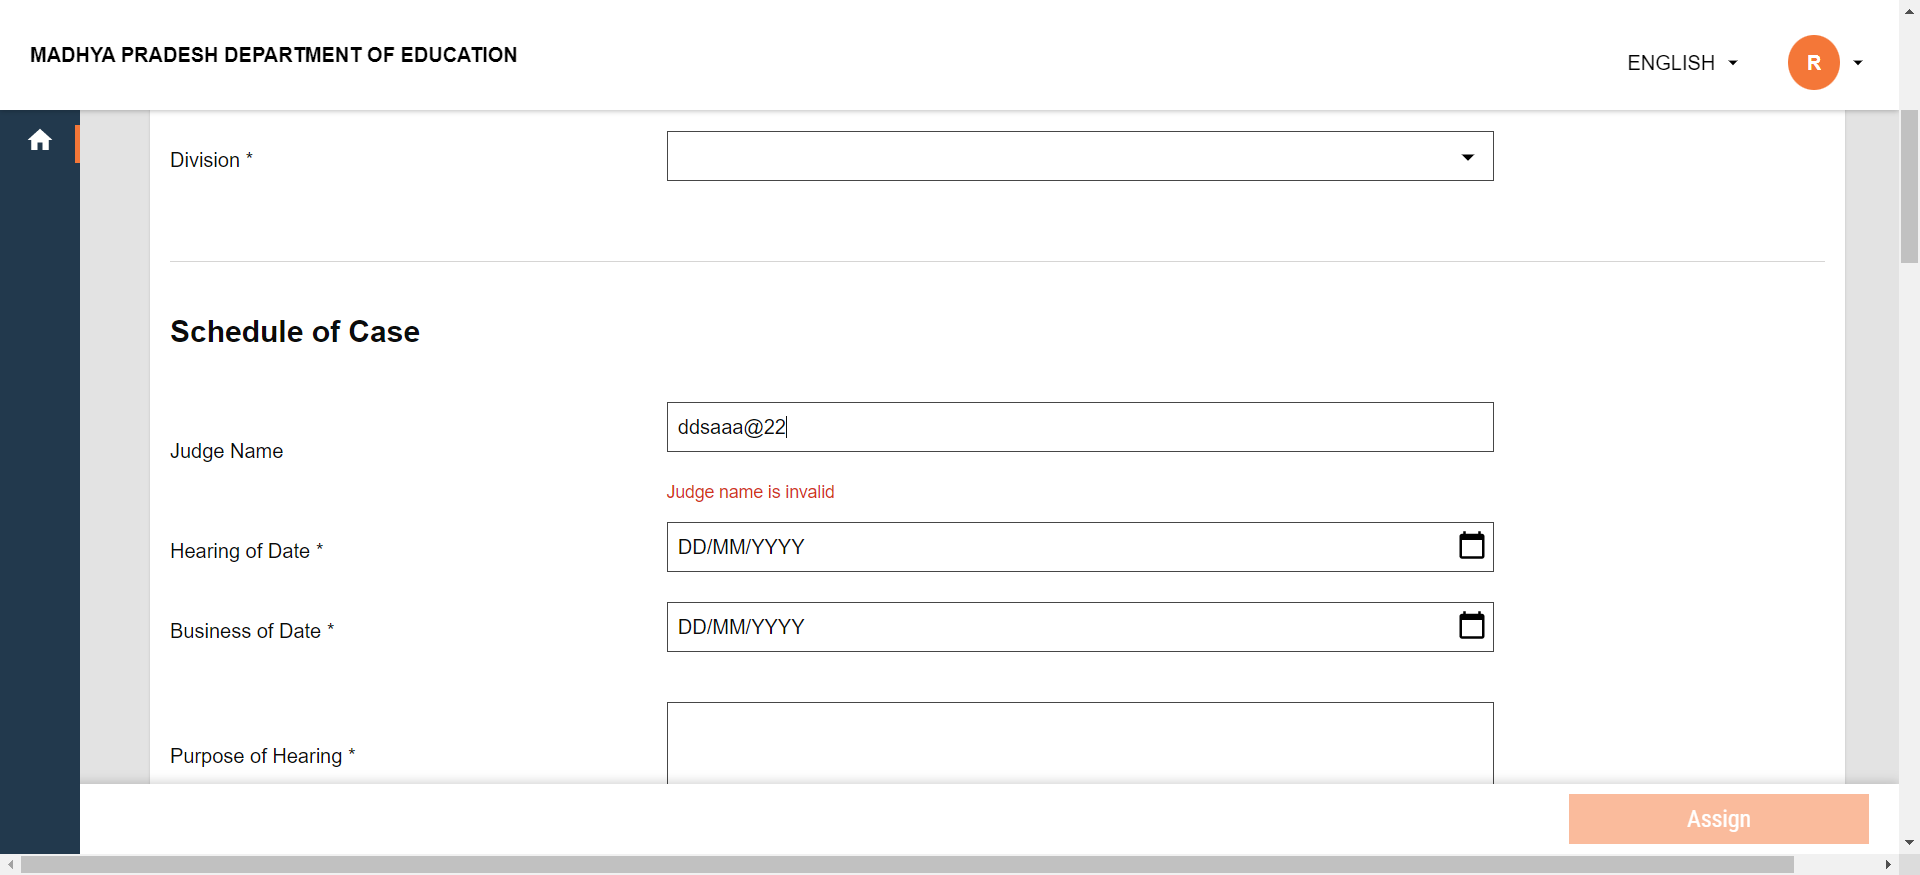 MADHYA PRADESH DEPARTMENT OF EDUCATION
ENGLISH
R
Division *
Schedule of Case
Judge Name
ddsaaa@22
Judge name is invalid
Hearing of Date *
DD/MM/YYYY
Business of Date *
DD/MM/YYYY
Purpose of Hearing *
Assign